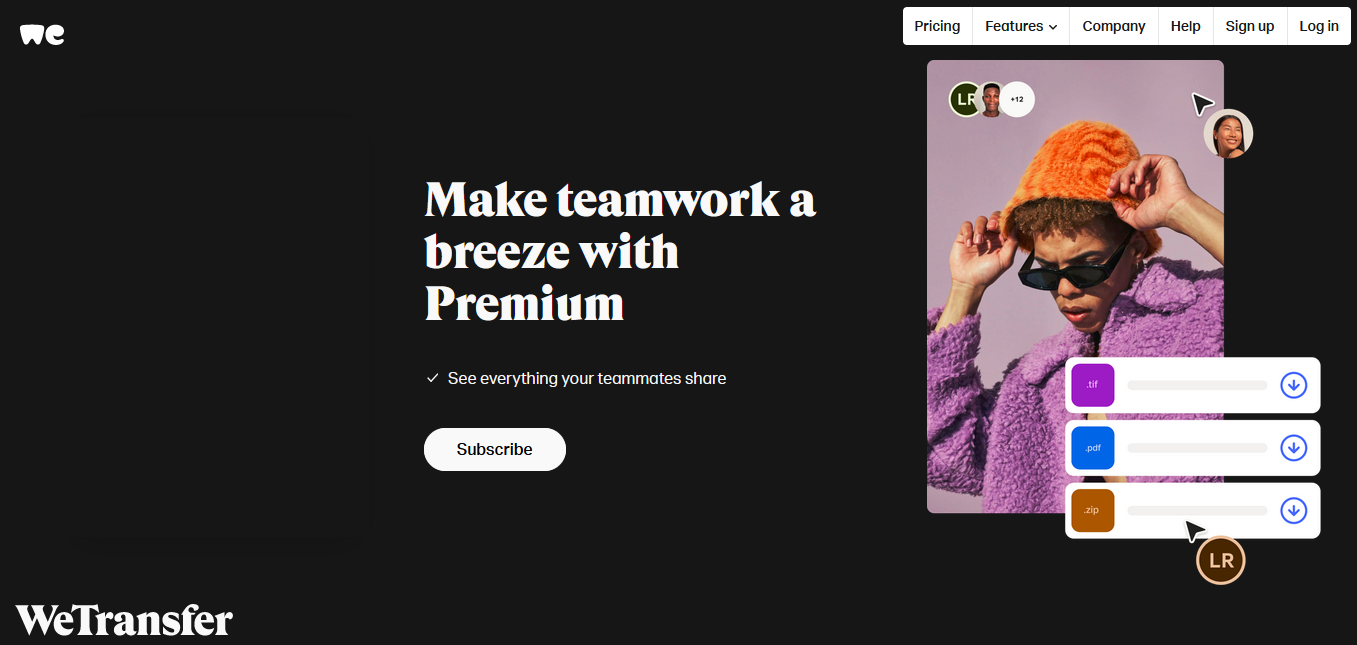 we
Pricing
Features
Company
Help
Sign up
Log in
LR
+12
Make teamwork a
breeze with
Premium
See everything your teammates share
Subscribe
.tif
.pdf
.zip
LR
WeTransfer